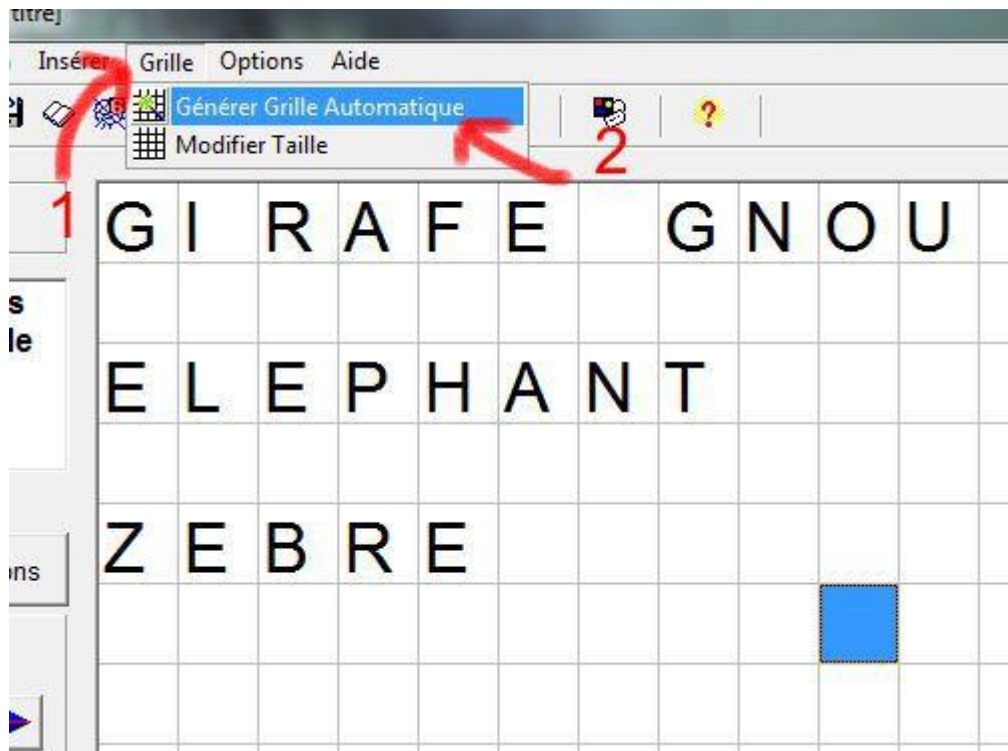 titre]
Insérer Grille Options Aide
Générer Grille Automatique
Modifier Taille
1
2
GIRAFE GNOU
s
le
ELEPHANT
ZEBRE
ons